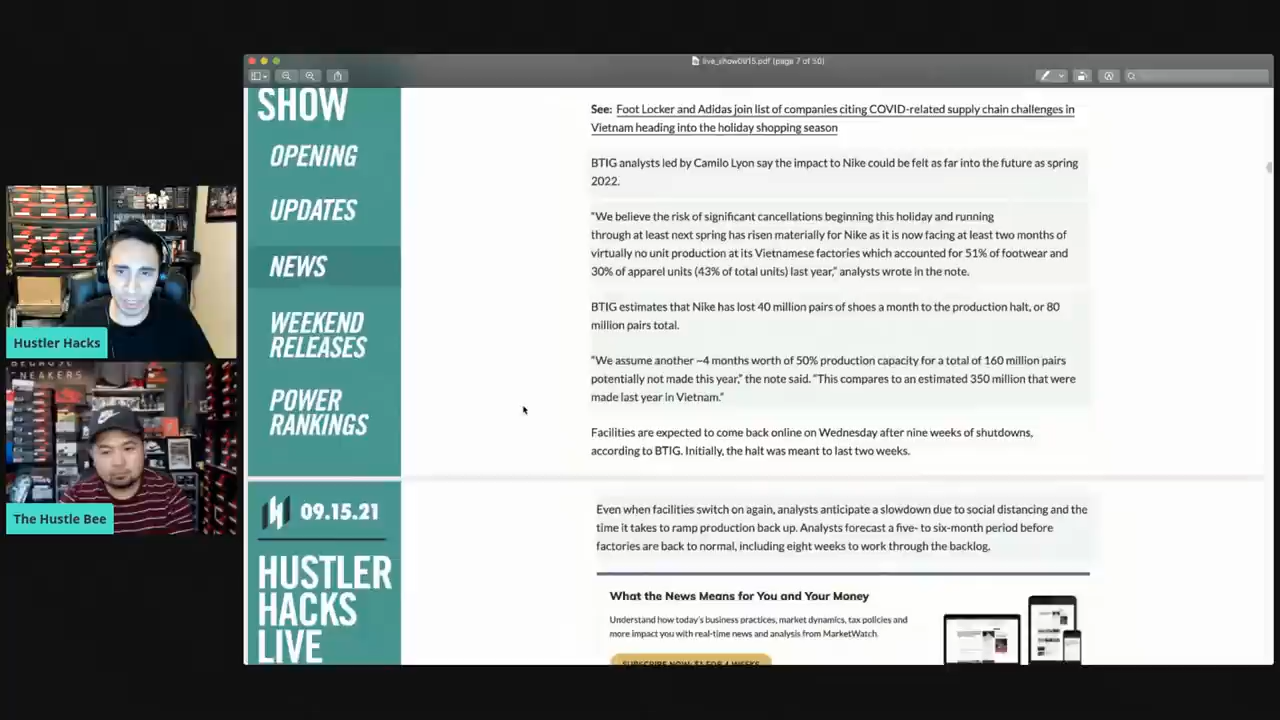 live_show0915.pdf (page 7 of 50)
SHOW
OPENING
UPDATES
NEWS
WEEKEND
RELEASES
POWER
RANKINGS
See: Foot Locker and Adidas join list of companies citing COVID-related supply chain challenges in
Vietnam heading into the holiday shopping season
BTIG analysts led by Camilo Lyon say the impact to Nike could be felt as far into the future as spring
2022.
“We believe the risk of significant cancellations beginning this holiday and running
through at least next spring has risen materially for Nike as it is now facing at least two months of
virtually no unit production at its Vietnamese factories which accounted for 51% of footwear and
30% of apparel units (43% of total units) last year,” analysts wrote in the note.
BTIG estimates that Nike has lost 40 million pairs of shoes a month to the production halt, or 80
million pairs total.
“We assume another ~4 months worth of 50% production capacity for a total of 160 million pairs
potentially not made this year,” the note said. “This compares to an estimated 350 million that were
made last year in Vietnam.”
Facilities are expected to come back online on Wednesday after nine weeks of shutdowns,
according to BTIG. Initially, the halt was meant to last two weeks.
Hustler Hacks
SNEAKERS
The Hustle Bee
09.15.21
HUSTLER
HACKS
LIVE
Even when facilities switch on again, analysts anticipate a slowdown due to social distancing and the
time it takes to ramp production back up. Analysts forecast a five- to six-month period before
factories are back to normal, including eight weeks to work through the backlog.
What the News Means for You and Your Money
Understand how today's business practices, market dynamics, tax policies and
more impact you with real-time news and analysis from MarketWatch.
SUBSCRIBE NOW: $1 FOR 4 WEEKS